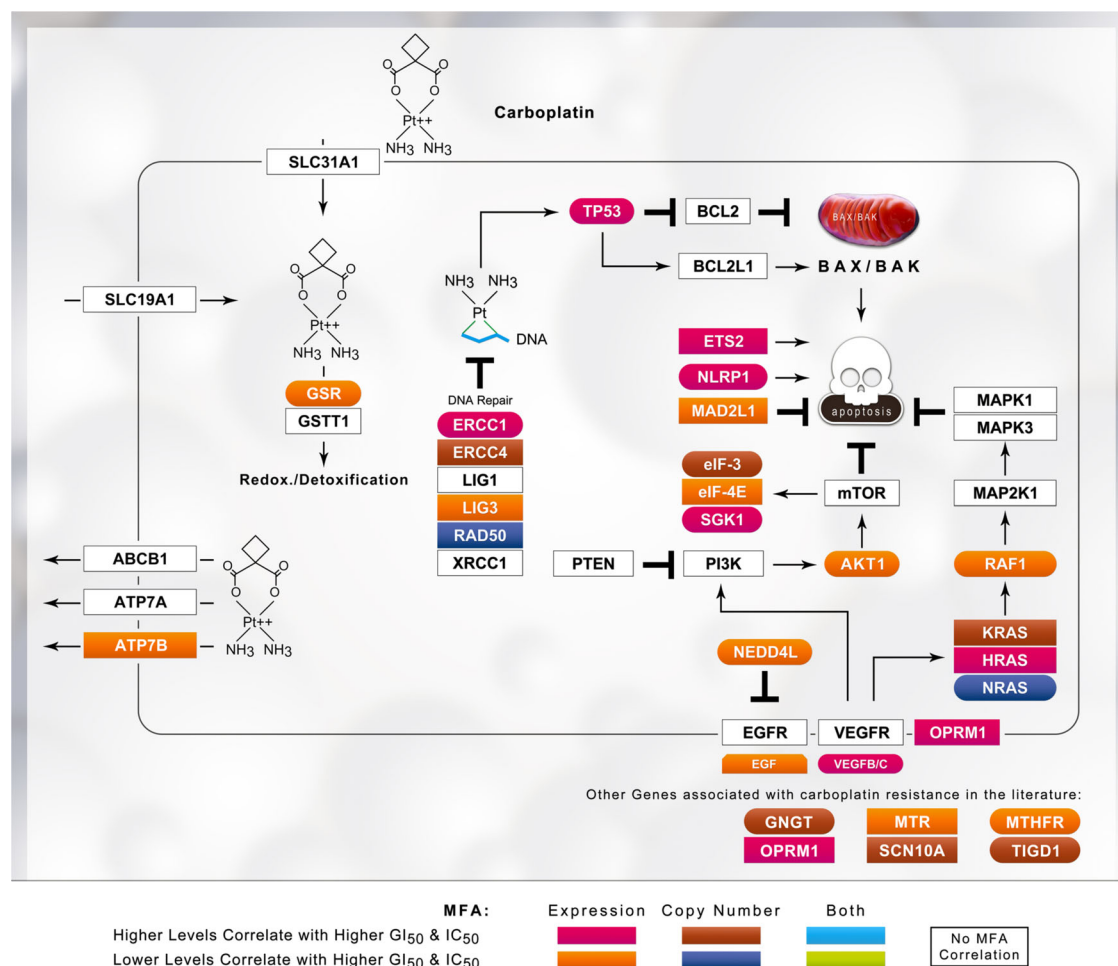 O O
O O
Pt++
NH3 NH3
Carboplatin
SLC31A1
SLC19A1
O O
O O
Pt++
NH3 NH3
GSR
GSTT1
Redox./Detoxification
ABCB1
ATP7A
ATP7B
O O
O O
Pt++
NH3 NH3
NH3 NH3
Pt
DNA
DNA Repair
ERCC1
ERCC4
LIG1
LIG3
RAD50
XRCC1
TP53
BCL2
BAX/BAK
BCL2L1
BAX/BAK
ETS2
NLRP1
MAD2L1
apoptosis
MAPK1
MAPK3
eIF-3
eIF-4E
SGK1
mTOR
MAP2K1
PTEN
PI3K
AKT1
RAF1
NEDD4L
KRAS
HRAS
NRAS
EGFR
VEGFR
OPRM1
EGF
VEGFB/C
Other Genes associated with carboplatin resistance in the literature:
GNGT MTR MTHFR
OPRM1 SCN10A TIGD1
MFA: Expression Copy Number Both
Higher Levels Correlate with Higher GI50 & IC50
Lower Levels Correlate with Higher GI50 & IC50
No MFA
Correlation